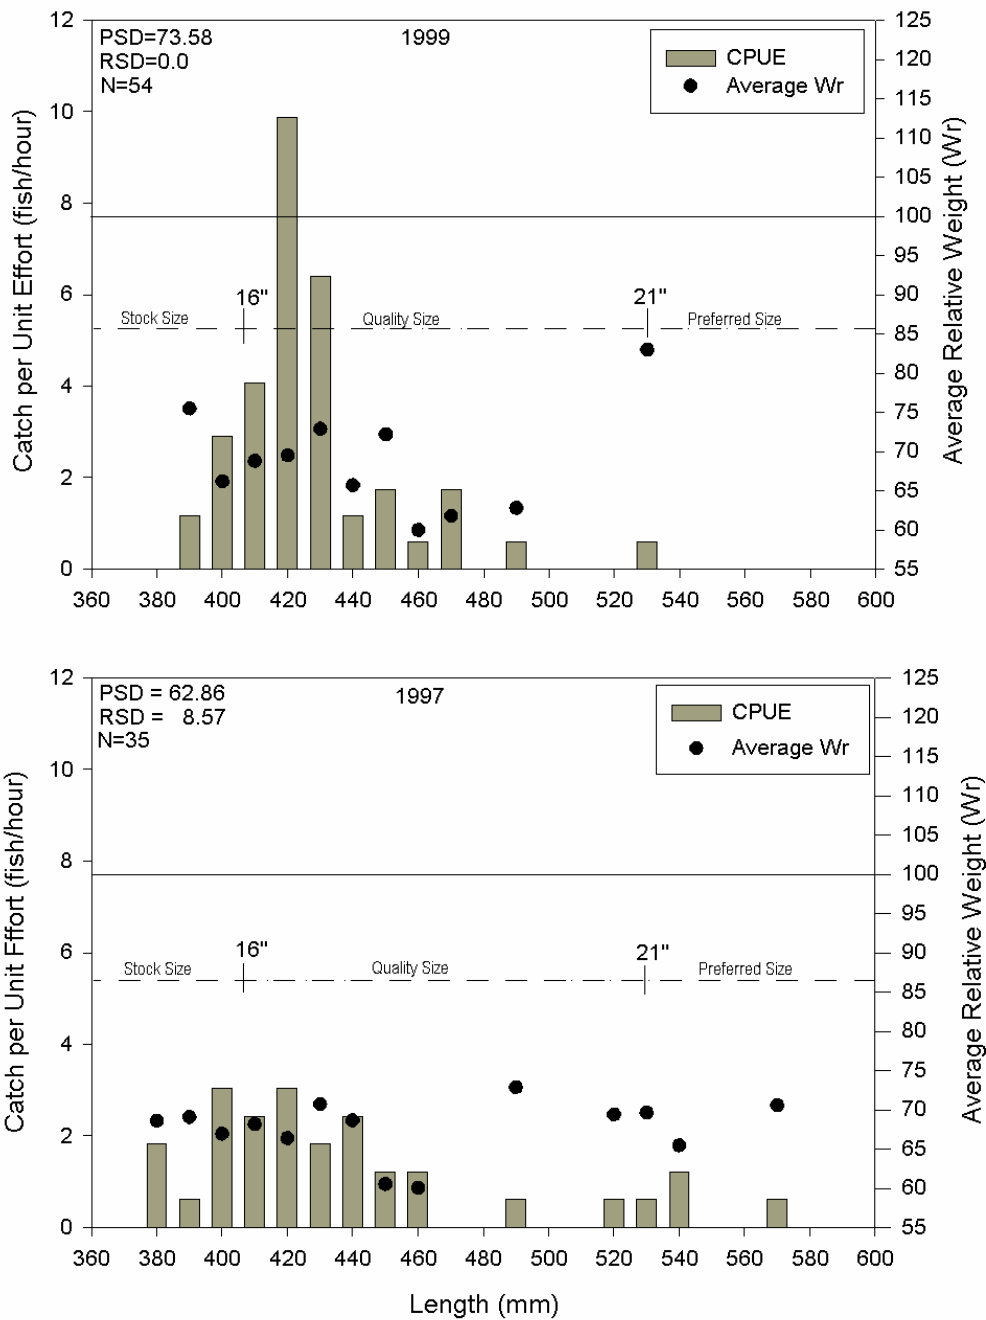 PSD=73.58
RSD=0.0
N=54
1999
CPUE
Average Wr
Catch per Unit Effort (fish/hour)
12
10
8
6
4
2
0
125
120
115
110
105
100
95
90
85
80
75
70
65
60
55
Average Relative Weight (Wr)
16"
21"
Stock Size
Quality Size
Preferred Size
360 380 400 420 440 460 480 500 520 540 560 580 600
PSD = 62.86
RSD = 8.57
N=35
1997
CPUE
Average Wr
Catch per Unit Fffort (fish/hour)
12
10
8
6
4
2
0
125
120
115
110
105
100
95
90
85
80
75
70
65
60
55
Average Relative Weight (Wr)
16"
21"
Stock Size
Quality Size
Preferred Size
360 380 400 420 440 460 480 500 520 540 560 580 600
Length (mm)